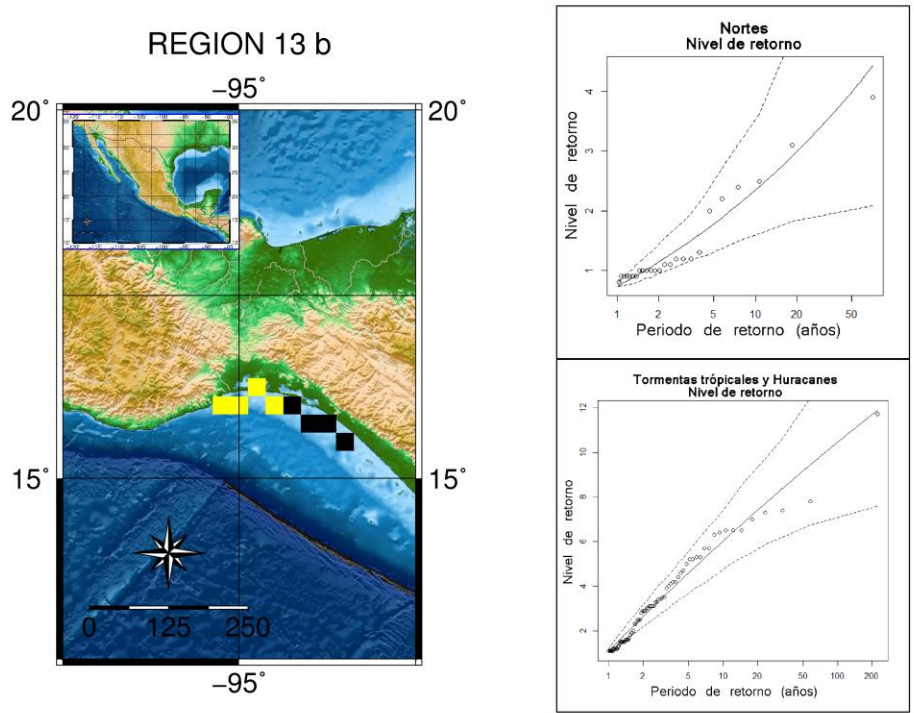 REGION 13 b
−95˚
20˚
20˚
15˚
15˚
0 125 250
−95˚
Nortes
Nivel de retorno
Nivel de retorno
4
3
2
1
1 2 5 10 20 50
Periodo de retorno (años)
Tormentas trópicales y Huracanes
Nivel de retorno
Nivel de retorno
12
10
8
6
4
2
1 2 5 10 20 50 100 200
Periodo de retorno (años)